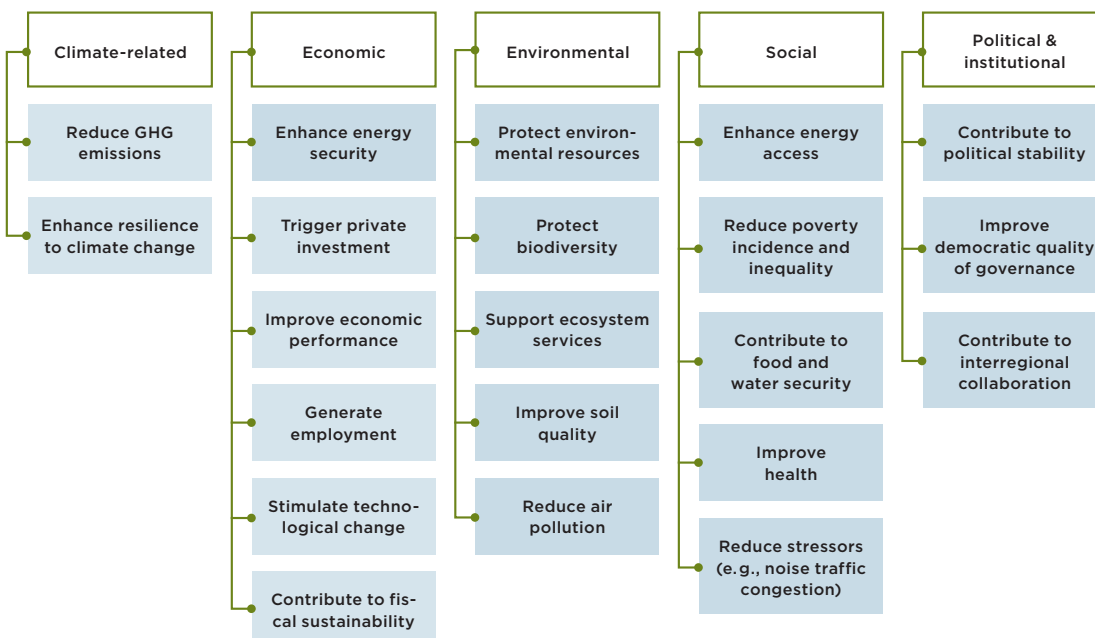 Climate-related
Reduce GHG
emissions
Enhance resilience
to climate change
Economic
Enhance energy
security
Trigger private
investment
Improve economic
performance
Generate
employment
Stimulate techno-
logical change
Contribute to fis-
cal sustainability
Environmental
Protect environ-
mental resources
Protect
biodiversity
Support ecosystem
services
Improve soil
quality
Reduce air
pollution
Social
Enhance energy
access
Reduce poverty
incidence and
inequality
Contribute to
food and
water security
Improve
health
Reduce stressors
(e.g., noise traffic
congestion)
Political &
institutional
Contribute to
political stability
Improve
democratic quality
of governance
Contribute to
interregional
collaboration